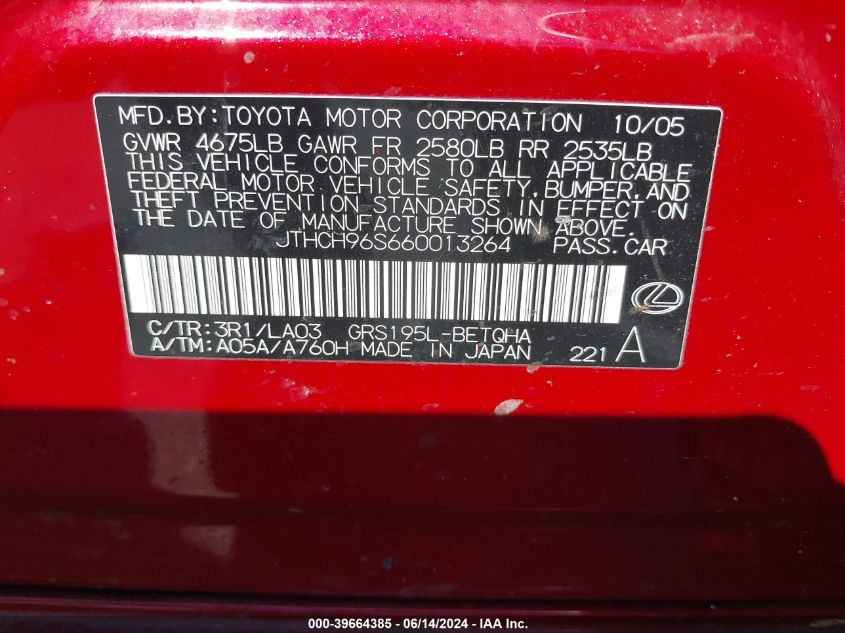 MFD. BY: TOYOTA MOTOR CORPORATION 10/05
GVWR 4675LB GAWR FR 2580LB RR 2535LB
THIS VEHICLE CONFORMS TO ALL APPLICABLE
FEDERAL MOTOR VEHICLE SAFETY, BUMPER, AND
THEFT PREVENTION STANDARDS IN EFFECT ON
THE DATE OF MANUFACTURE SHOWN ABOVE.
JTHCH96S660013264 PASS. CAR
C/TR: 3R1/LA03 GRS195L-BETQHA
A/TM: A05A/A760H MADE IN JAPAN 221 A
000-39664385 - 06/14/2024 - IAA Inc.